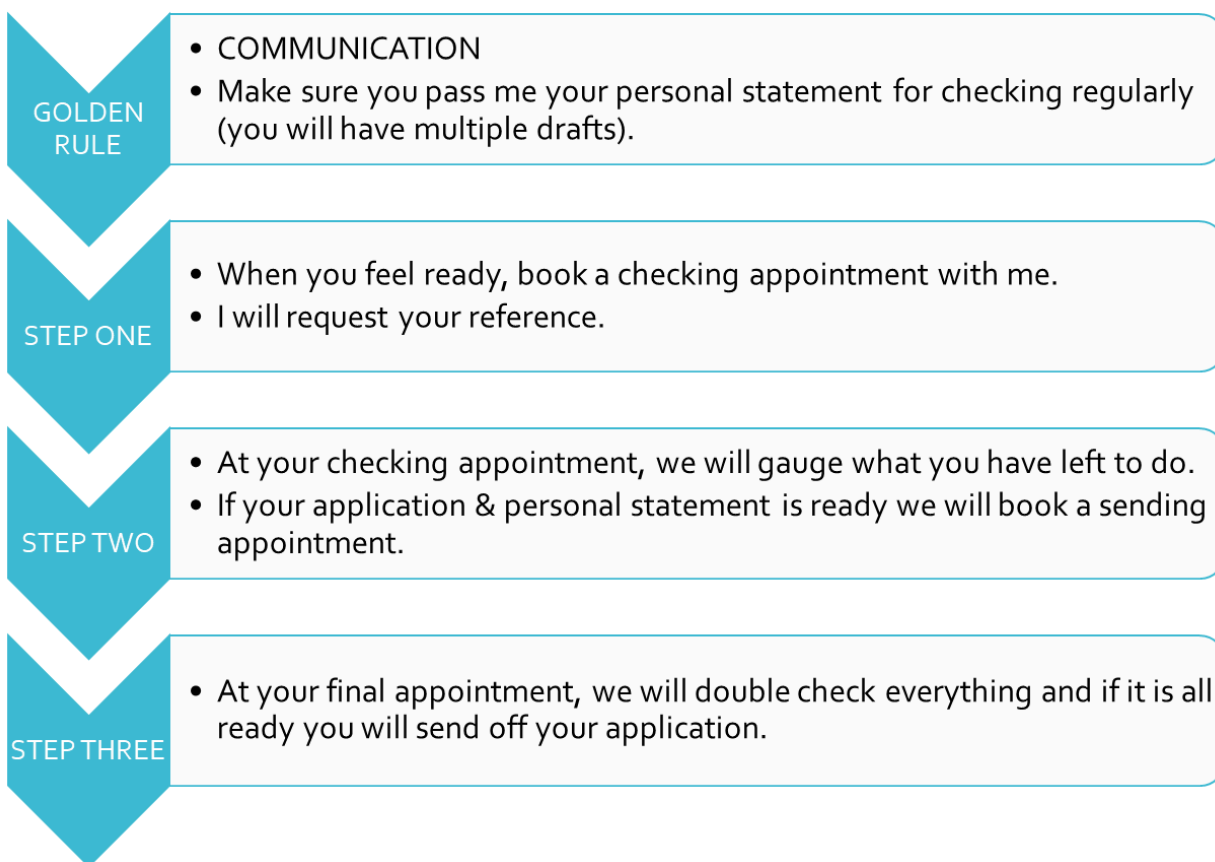 GOLDEN
RULE
• COMMUNICATION
• Make sure you pass me your personal statement for checking regularly
(you will have multiple drafts).
STEP ONE
• When you feel ready, book a checking appointment with me.
• I will request your reference.
STEP TWO
• At your checking appointment, we will gauge what you have left to do.
• If your application & personal statement is ready we will book a sending
appointment.
STEP THREE
• At your final appointment, we will double check everything and if it is all
ready you will send off your application.